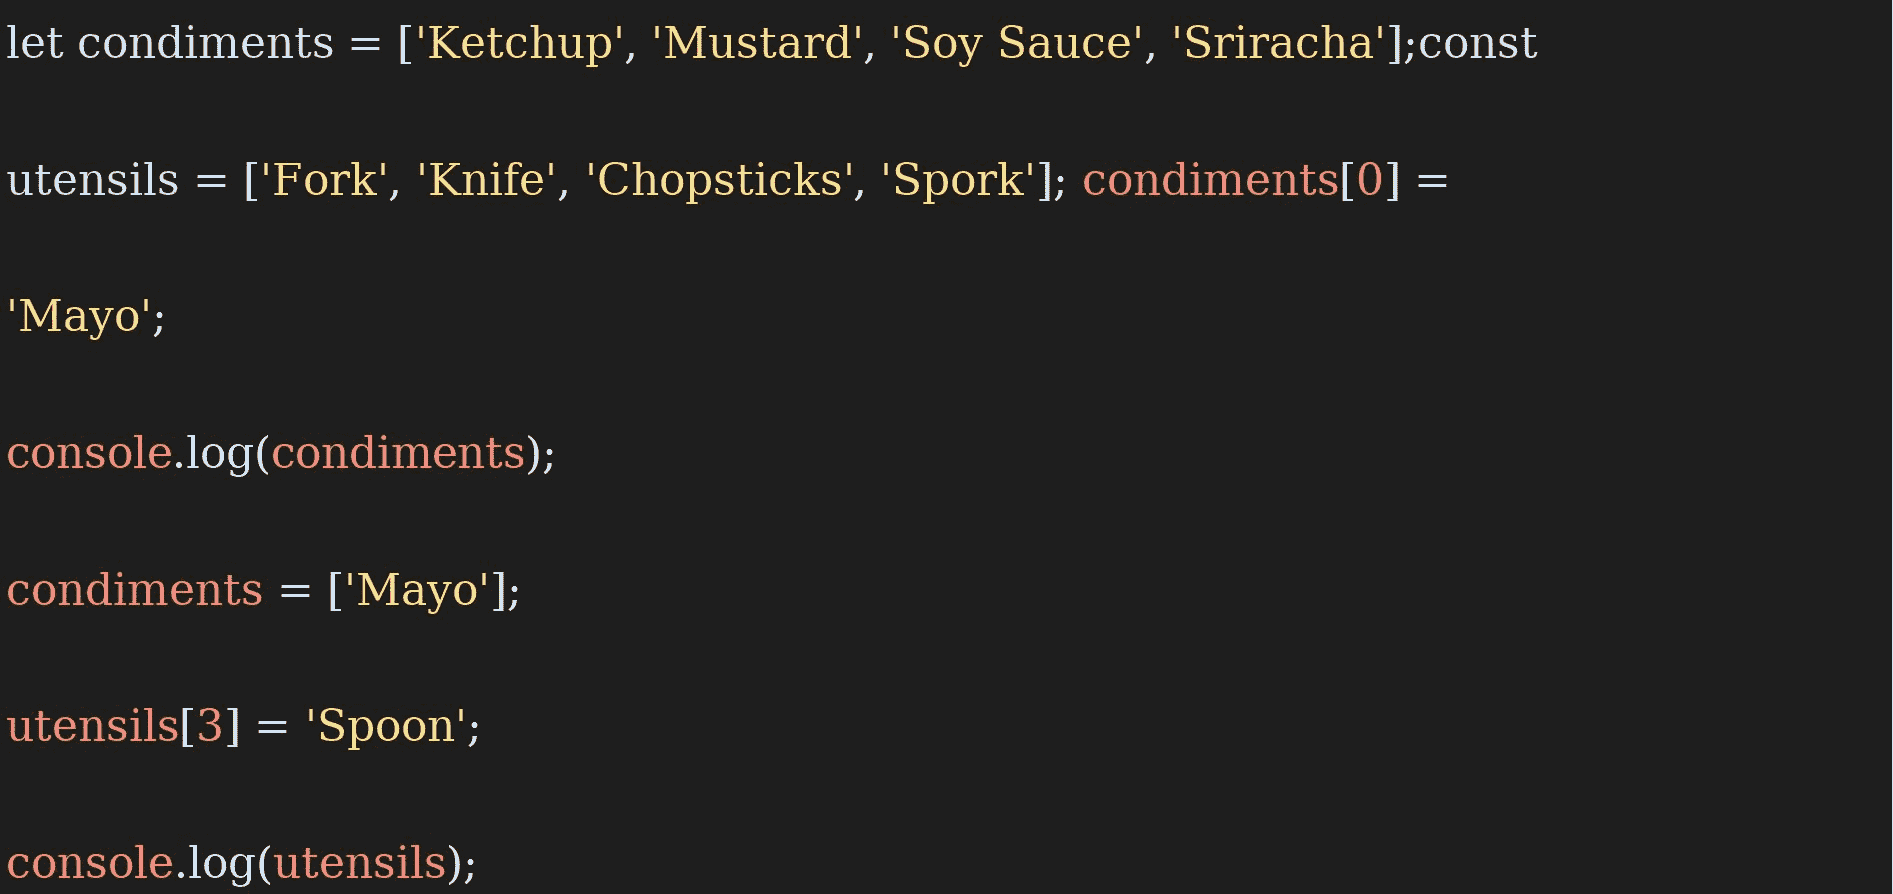 let condiments = ['Ketchup', 'Mustard', 'Soy Sauce', 'Sriracha'];const
utensils = ['Fork', 'Knife', 'Chopsticks', 'Spork']; condiments[0] =
'Mayo';
console.log(condiments);
condiments = ['Mayo'];
utensils[3] = 'Spoon';
console.log(utensils);